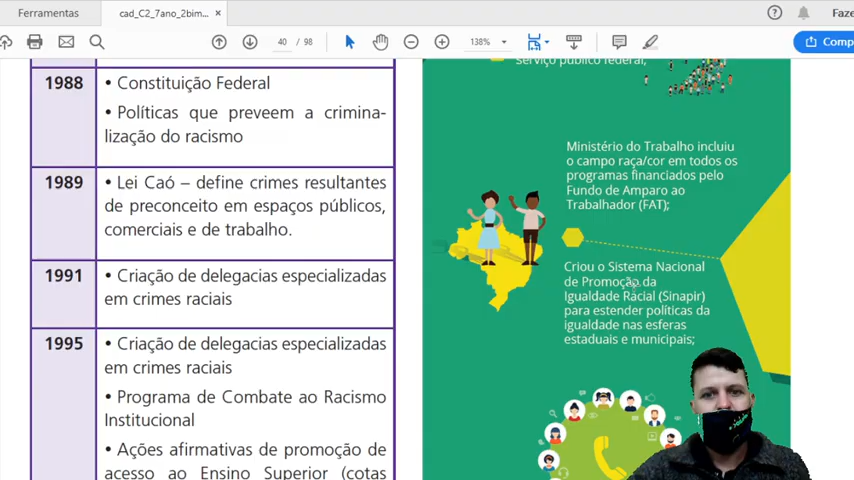 Ferramentas
cad_C2_7ano_2bim...
Faze
40 / 98
138%
Comp
1988
• Constituição Federal
• Políticas que preveem a crimina-
lização do racismo
1989
• Lei Caó – define crimes resultantes
de preconceito em espaços públicos,
comerciais e de trabalho.
1991
• Criação de delegacias especializadas
em crimes raciais
1995
• Criação de delegacias especializadas
em crimes raciais
• Programa de Combate ao Racismo
Institucional
• Ações afirmativas de promoção de
acesso ao Ensino Superior (cotas
serviço público federal;
Ministério do Trabalho incluiu
o campo raça/cor em todos os
programas financiados pelo
Fundo de Amparo ao
Trabalhador (FAT);
Criou o Sistema Nacional
de Promoção da
Igualdade Racial (Sinapir)
para estender políticas da
igualdade nas esferas
estaduais e municipais;